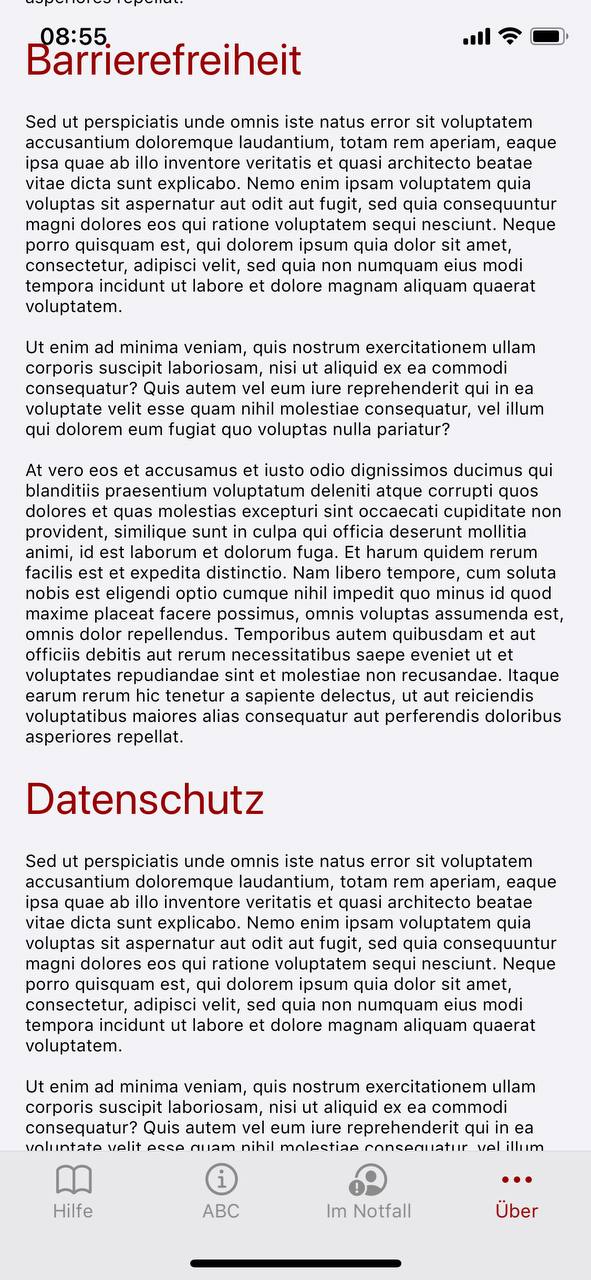 asperiores repellat.
08:55
Barrierefreiheit
Sed ut perspiciatis unde omnis iste natus error sit voluptatem
accusantium doloremque laudantium, totam rem aperiam, eaque
ipsa quae ab illo inventore veritatis et quasi architecto beatae
vitae dicta sunt explicabo. Nemo enim ipsam voluptatem quia
voluptas sit aspernatur aut odit aut fugit, sed quia consequuntur
magni dolores eos qui ratione voluptatem sequi nesciunt. Neque
porro quisquam est, qui dolorem ipsum quia dolor sit amet,
consectetur, adipisci velit, sed quia non numquam eius modi
tempora incidunt ut labore et dolore magnam aliquam quaerat
voluptatem.
Ut enim ad minima veniam, quis nostrum exercitationem ullam
corporis suscipit laboriosam, nisi ut aliquid ex ea commodi
consequatur? Quis autem vel eum iure reprehenderit qui in ea
voluptate velit esse quam nihil molestiae consequatur, vel illum
qui dolorem eum fugiat quo voluptas nulla pariatur?
At vero eos et accusamus et iusto odio dignissimos ducimus qui
blanditiis praesentium voluptatum deleniti atque corrupti quos
dolores et quas molestias excepturi sint occaecati cupiditate non
provident, similique sunt in culpa qui officia deserunt mollitia
animi, id est laborum et dolorum fuga. Et harum quidem rerum
facilis est et expedita distinctio. Nam libero tempore, cum soluta
nobis est eligendi optio cumque nihil impedit quo minus id quod
maxime placeat facere possimus, omnis voluptas assumenda est,
omnis dolor repellendus. Temporibus autem quibusdam et aut
officiis debitis aut rerum necessitatibus saepe eveniet ut et
voluptates repudiandae sint et molestiae non recusandae. Itaque
earum rerum hic tenetur a sapiente delectus, ut aut reiciendis
voluptatibus maiores alias consequatur aut perferendis doloribus
asperiores repellat.
Datenschutz
Sed ut perspiciatis unde omnis iste natus error sit voluptatem
accusantium doloremque laudantium, totam rem aperiam, eaque
ipsa quae ab illo inventore veritatis et quasi architecto beatae
vitae dicta sunt explicabo. Nemo enim ipsam voluptatem quia
voluptas sit aspernatur aut odit aut fugit, sed quia consequuntur
magni dolores eos qui ratione voluptatem sequi nesciunt. Neque
porro quisquam est, qui dolorem ipsum quia dolor sit amet,
consectetur, adipisci velit, sed quia non numquam eius modi
tempora incidunt ut labore et dolore magnam aliquam quaerat
voluptatem.
Ut enim ad minima veniam, quis nostrum exercitationem ullam
corporis suscipit laboriosam, nisi ut aliquid ex ea commodi
consequatur? Quis autem vel eum iure reprehenderit qui in ea
voluptate velit esse quam nihil molestiae consequatur, vel illum
Hilfe
ABC
Im Notfall
Über